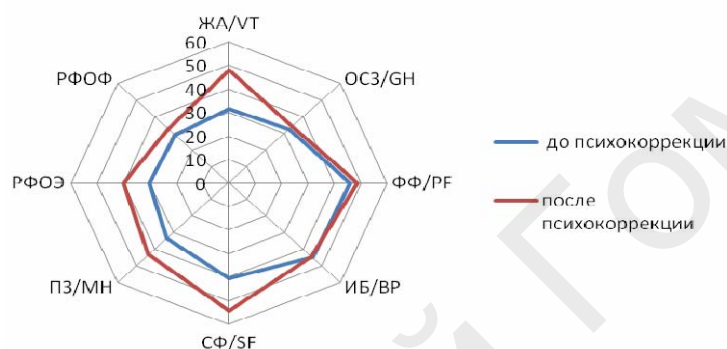 ЖА/VT
60
50
40
30
20
10
0
ОСЗ/GH
ФФ/PF
ИБ/BP
СФ/SF
ПЗ/MH
РФОЭ
РФОФ
до психокоррекции
после
психокоррекции
й Гом